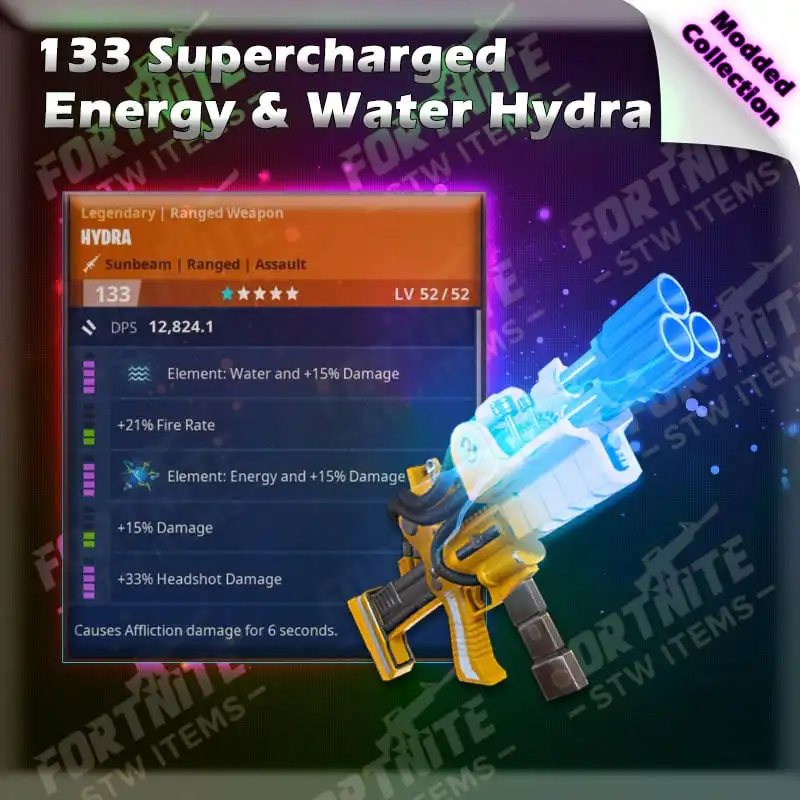 133 Supercharged
Energy & Water Hydra
Modded
Collection
Legendary | Ranged Weapon
HYDRA
Sunbeam | Ranged | Assault
133
LV 52/52
DPS 12,824.1
Element: Water and +15% Damage
+21% Fire Rate
Element: Energy and +15% Damage
+15% Damage
+33% Headshot Damage
Causes Affliction damage for 6 seconds.
FORTNITE
- STW ITEMS -